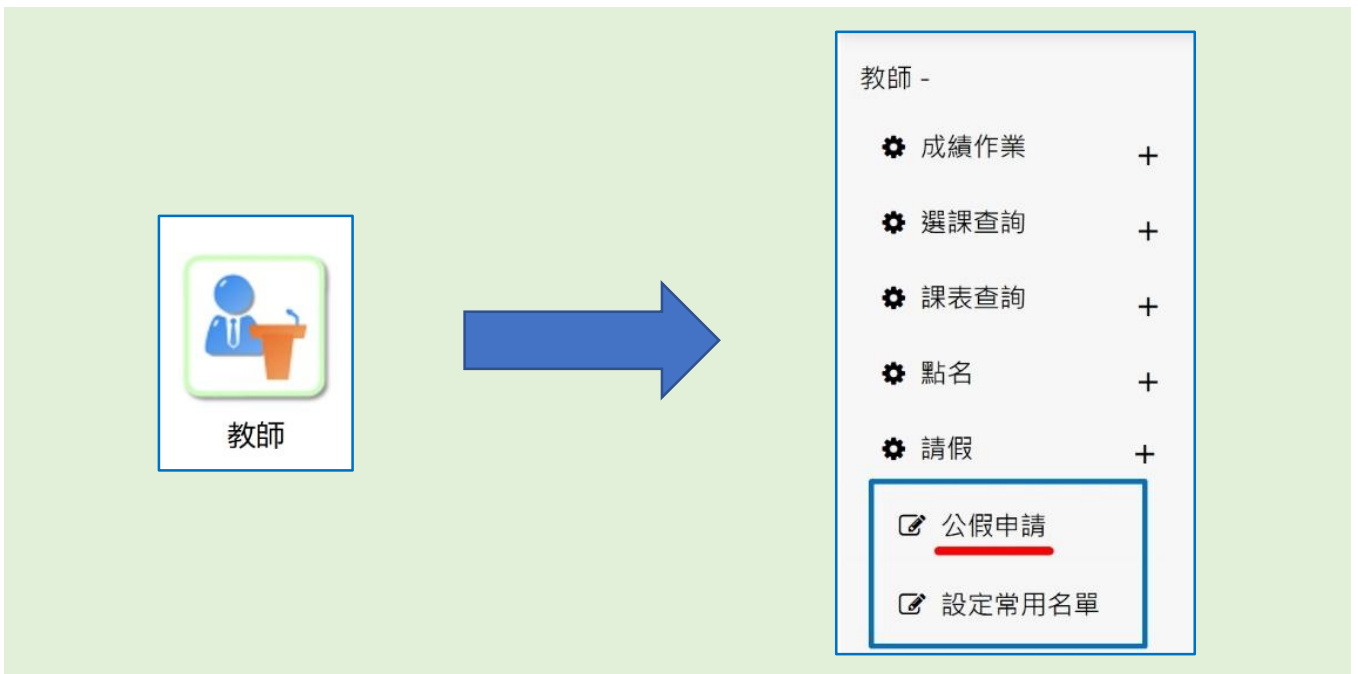 教師
教師 -
成績作業 +
選課查詢 +
課表查詢 +
點名 +
請假 +
公假申請
設定常用名單